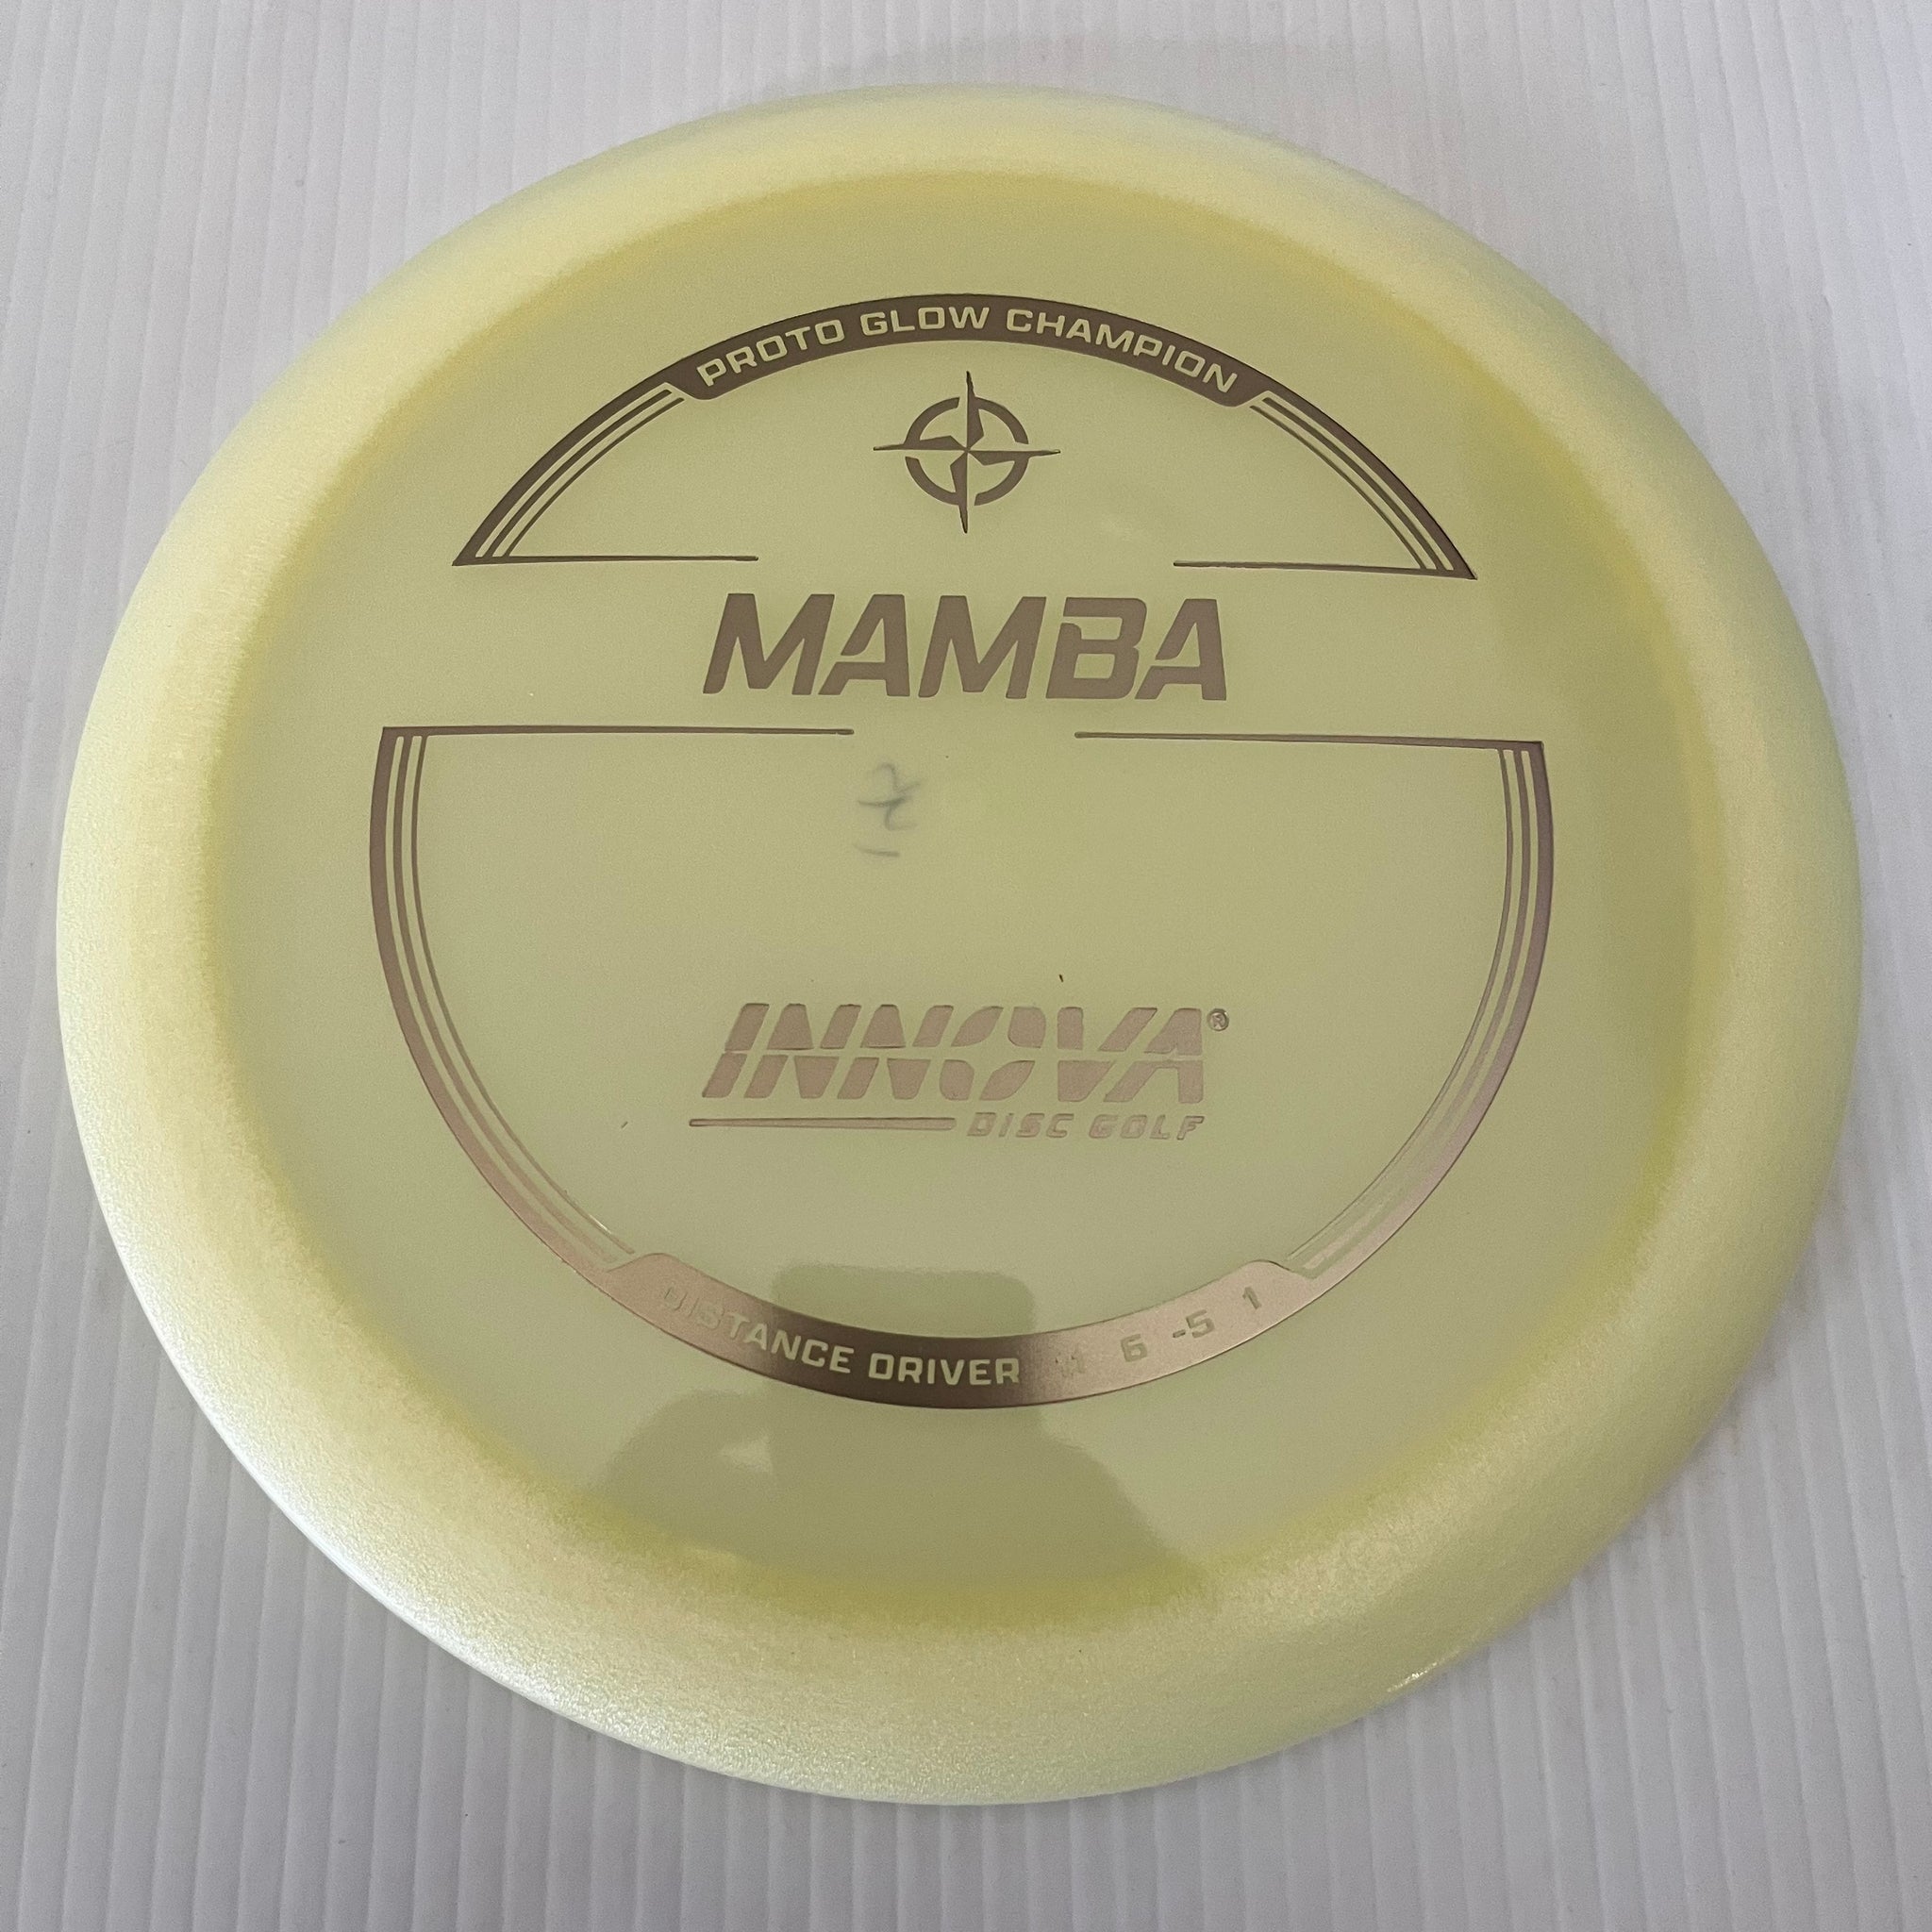 PROTO GLOW CHAMPION
MAMBA
INNOVA®
DISC GOLF
DISTANCE DRIVER 11 6 -5 1